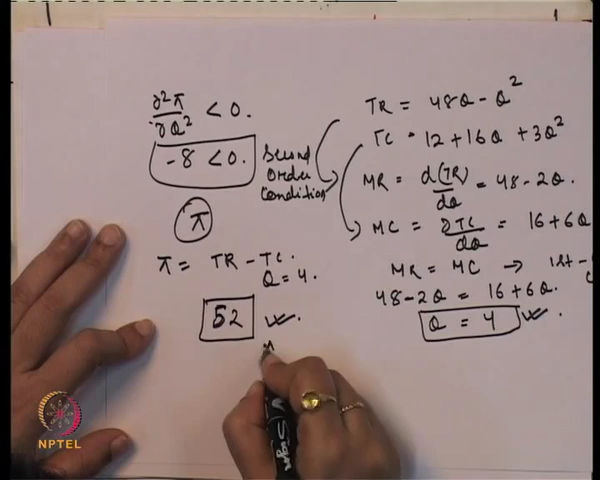 ∂²π/∂Q² < 0.
-8 < 0.
Second
Order
Condition
π
π = TR - TC.
Q = 4.
52
TR = 48Q - Q²
TC = 12 + 16Q + 3Q²
MR = d(TR)/dQ = 48 - 2Q.
MC = ∂TC/dQ = 16 + 6Q
MR = MC → 1st -
48 - 2Q = 16 + 6Q.
Q = 4
NPTEL